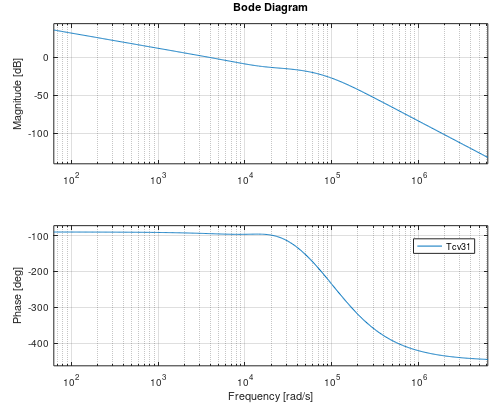 Bode Diagram
Magnitude [dB]
0
-50
-100
10^2 10^3 10^4 10^5 10^6
Phase [deg]
-100
-200
-300
-400
Tcv31
10^2 10^3 10^4 10^5 10^6
Frequency [rad/s]